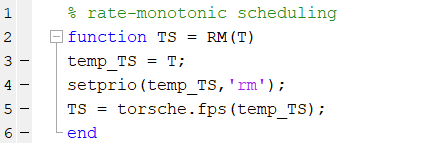 1 % rate-monotonic scheduling
2 function TS = RM(T)
3 - temp_TS = T;
4 - setprio(temp_TS,'rm');
5 - TS = torsche.fps(temp_TS);
6 - end